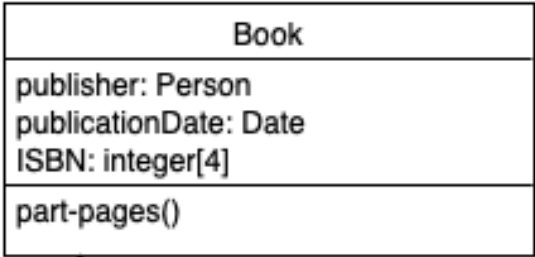 Book
publisher: Person
publicationDate: Date
ISBN: integer[4]
part-pages()